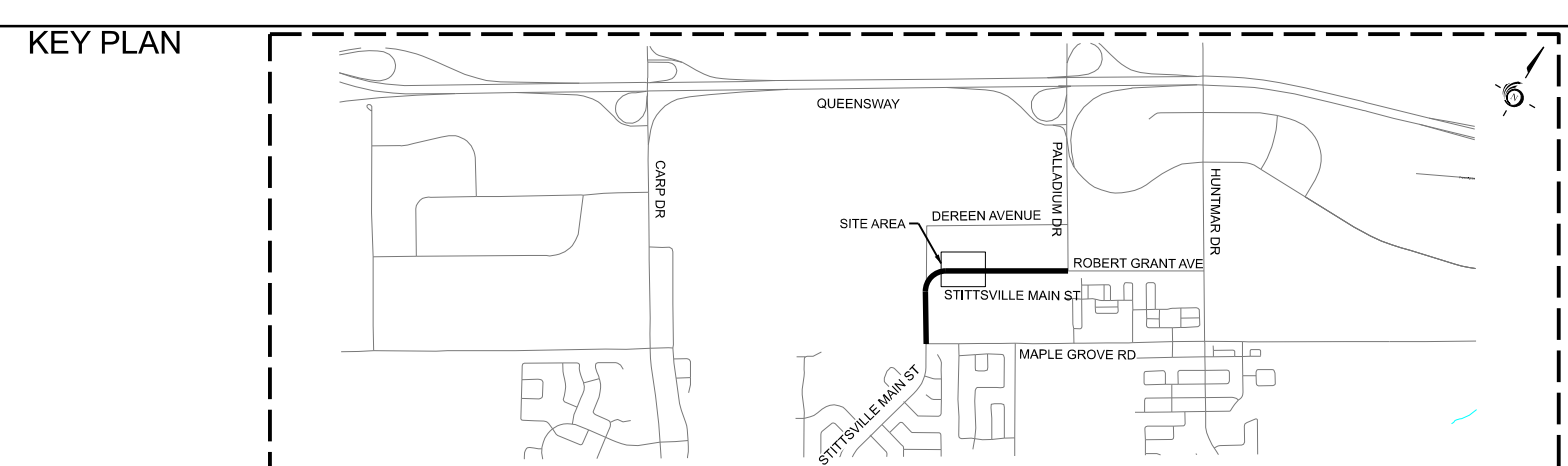 KEY PLAN
QUEENSWAY
CARP DR
PALLADIUM DR
HUNTMAR DR
N
SITE AREA
DEREEN AVENUE
ROBERT GRANT AVE
STITTSVILLE MAIN ST
MAPLE GROVE RD
STITTSVILLE MAIN ST